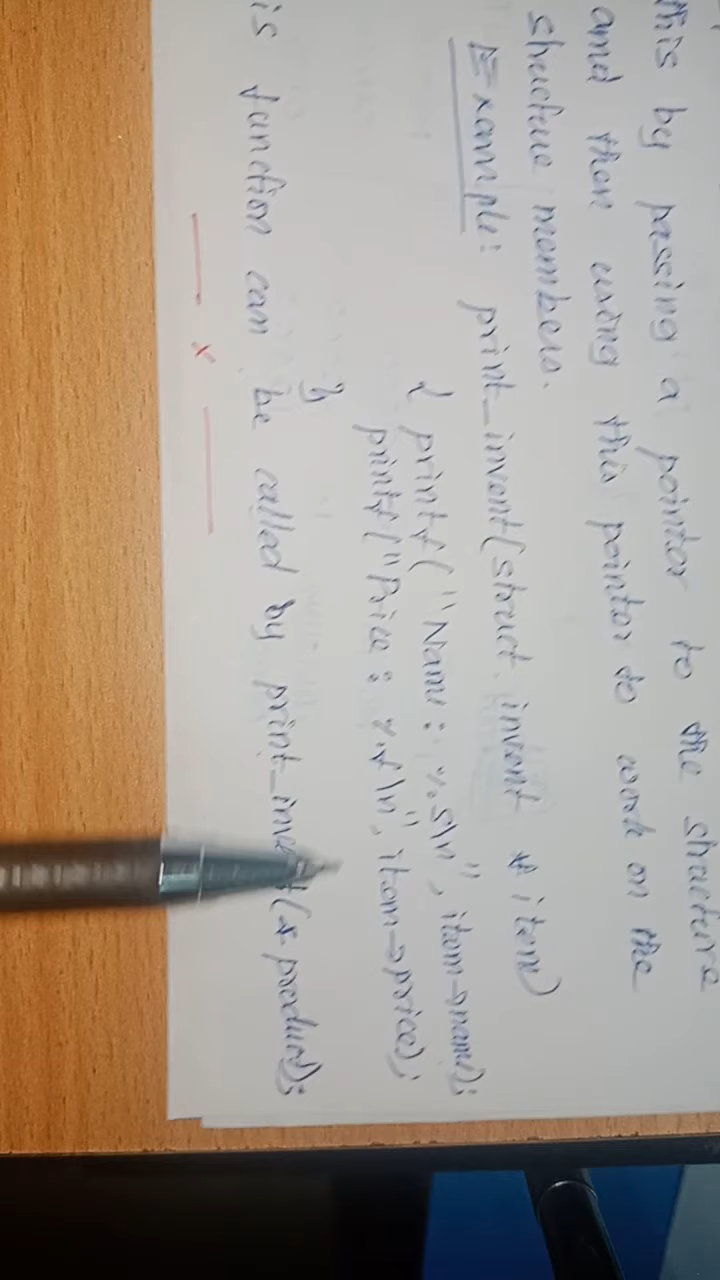 this by passing a pointer to the structure
and then using this pointer to work on the
structure members.
Example: print_invent(struct invent *item)
{ printf("Name: %s\n", item→name);
printf("Price: %f\n", item→price);
}
is function can be called by print_invent(&product);
x